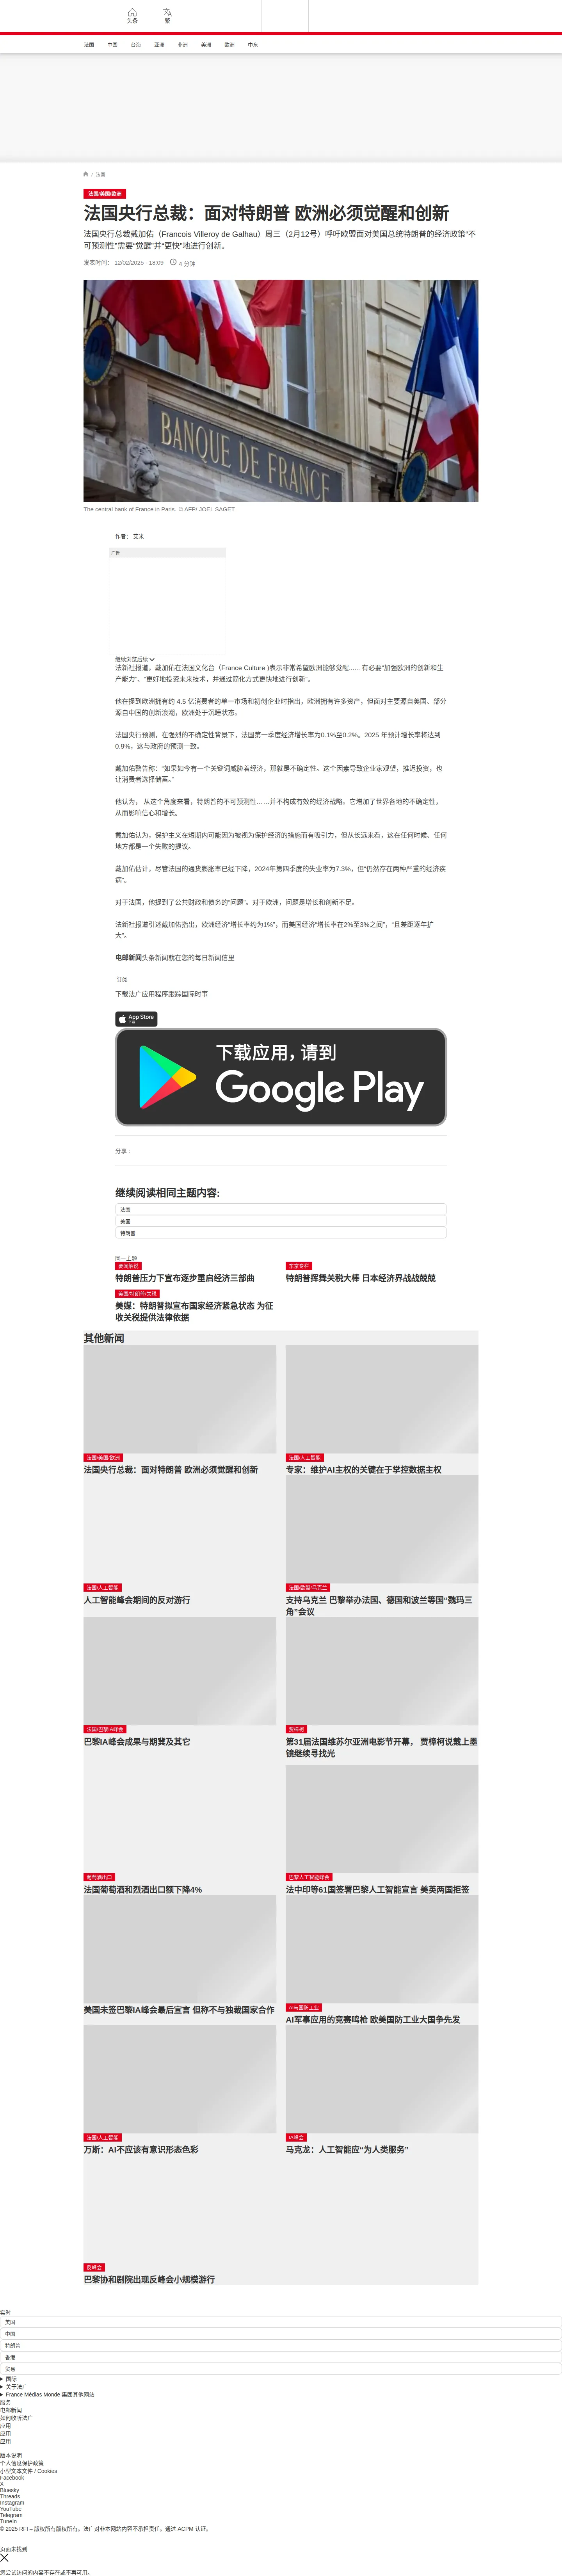 头条
繁
法国
中国
台海
亚洲
非洲
美洲
欧洲
中东
/ 法国
法国/美国/欧洲
法国央行总裁：面对特朗普 欧洲必须觉醒和创新
法国央行总裁戴加佑（Francois Villeroy de Galhau）周三（2月12号）呼吁欧盟面对美国总统特朗普的经济政策“不
可预测性”需要“觉醒”并“更快”地进行创新。
发表时间： 12/02/2025 - 18:09
4 分钟
BANQUE DE FRANCE
The central bank of France in Paris. © AFP/ JOEL SAGET
作者： 艾米
广告
继续浏览后续
法新社报道，戴加佑在法国文化台（France Culture )表示非常希望欧洲能够觉醒...... 有必要“加强欧洲的创新和生
产能力”、“更好地投资未来技术，并通过简化方式更快地进行创新”。
他在提到欧洲拥有约 4.5 亿消费者的单一市场和初创企业时指出，欧洲拥有许多资产，但面对主要源自美国、部分
源自中国的创新浪潮，欧洲处于沉睡状态。
法国央行预测，在强烈的不确定性背景下，法国第一季度经济增长率为0.1%至0.2%。2025 年预计增长率将达到
0.9%，这与政府的预测一致。
戴加佑警告称：“如果如今有一个关键词威胁着经济，那就是不确定性。这个因素导致企业家观望，推迟投资，也
让消费者选择储蓄。”
他认为， 从这个角度来看，特朗普的不可预测性……并不构成有效的经济战略。它增加了世界各地的不确定性，
从而影响信心和增长。
戴加佑认为，保护主义在短期内可能因为被视为保护经济的措施而有吸引力，但从长远来看，这在任何时候、任何
地方都是一个失败的提议。
戴加佑估计，尽管法国的通货膨胀率已经下降，2024年第四季度的失业率为7.3%，但“仍然存在两种严重的经济疾
病”。
对于法国，他提到了公共财政和债务的“问题”。对于欧洲，问题是增长和创新不足。
法新社报道引述戴加佑指出，欧洲经济“增长率约为1%”，而美国经济“增长率在2%至3%之间”，“且差距逐年扩
大”。
电邮新闻头条新闻就在您的每日新闻信里
订阅
下载法广应用程序跟踪国际时事
App Store
下载
下载应用，请到
Google Play
分享 :
继续阅读相同主题内容:
法国
美国
特朗普
同一主题
要闻解说
特朗普压力下宣布逐步重启经济三部曲
东京专栏
特朗普挥舞关税大棒 日本经济界战战兢兢
美国/特朗普/关税
美媒：特朗普拟宣布国家经济紧急状态 为征
收关税提供法律依据
其他新闻
法国/美国/欧洲
法国央行总裁：面对特朗普 欧洲必须觉醒和创新
法国/人工智能
专家：维护AI主权的关键在于掌控数据主权
法国/人工智能
人工智能峰会期间的反对游行
法国/欧盟/乌克兰
支持乌克兰 巴黎举办法国、德国和波兰等国“魏玛三
角”会议
法国/巴黎IA峰会
巴黎IA峰会成果与期冀及其它
贾樟柯
第31届法国维苏尔亚洲电影节开幕， 贾樟柯说戴上墨
镜继续寻找光
葡萄酒出口
法国葡萄酒和烈酒出口额下降4%
巴黎人工智能峰会
法中印等61国签署巴黎人工智能宣言 美英两国拒签
美国未签巴黎IA峰会最后宣言 但称不与独裁国家合作
AI与国防工业
AI军事应用的竞赛鸣枪 欧美国防工业大国争先发
法国/人工智能
万斯：AI不应该有意识形态色彩
IA峰会
马克龙：人工智能应“为人类服务”
反峰会
巴黎协和剧院出现反峰会小规模游行
实时
美国
中国
特朗普
香港
贸易
国际
关于法广
France Médias Monde 集团其他网站
服务
电邮新闻
如何收听法广
应用
应用
应用
版本说明
个人信息保护政策
小型文本文件 / Cookies
Facebook
X
Bluesky
Threads
Instagram
YouTube
Telegram
TuneIn
© 2025 RFI – 版权所有版权所有。法广对非本网站内容不承担责任。通过 ACPM 认证。
页面未找到
您尝试访问的内容不存在或不再可用。